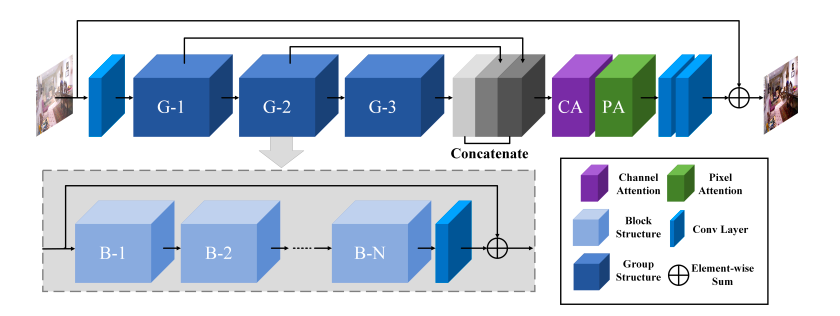 G-1
G-2
G-3
CA
PA
Concatenate
B-1
B-2
B-N
Channel
Attention
Pixel
Attention
Block
Structure
Conv Layer
Group
Structure
Element-wise
Sum